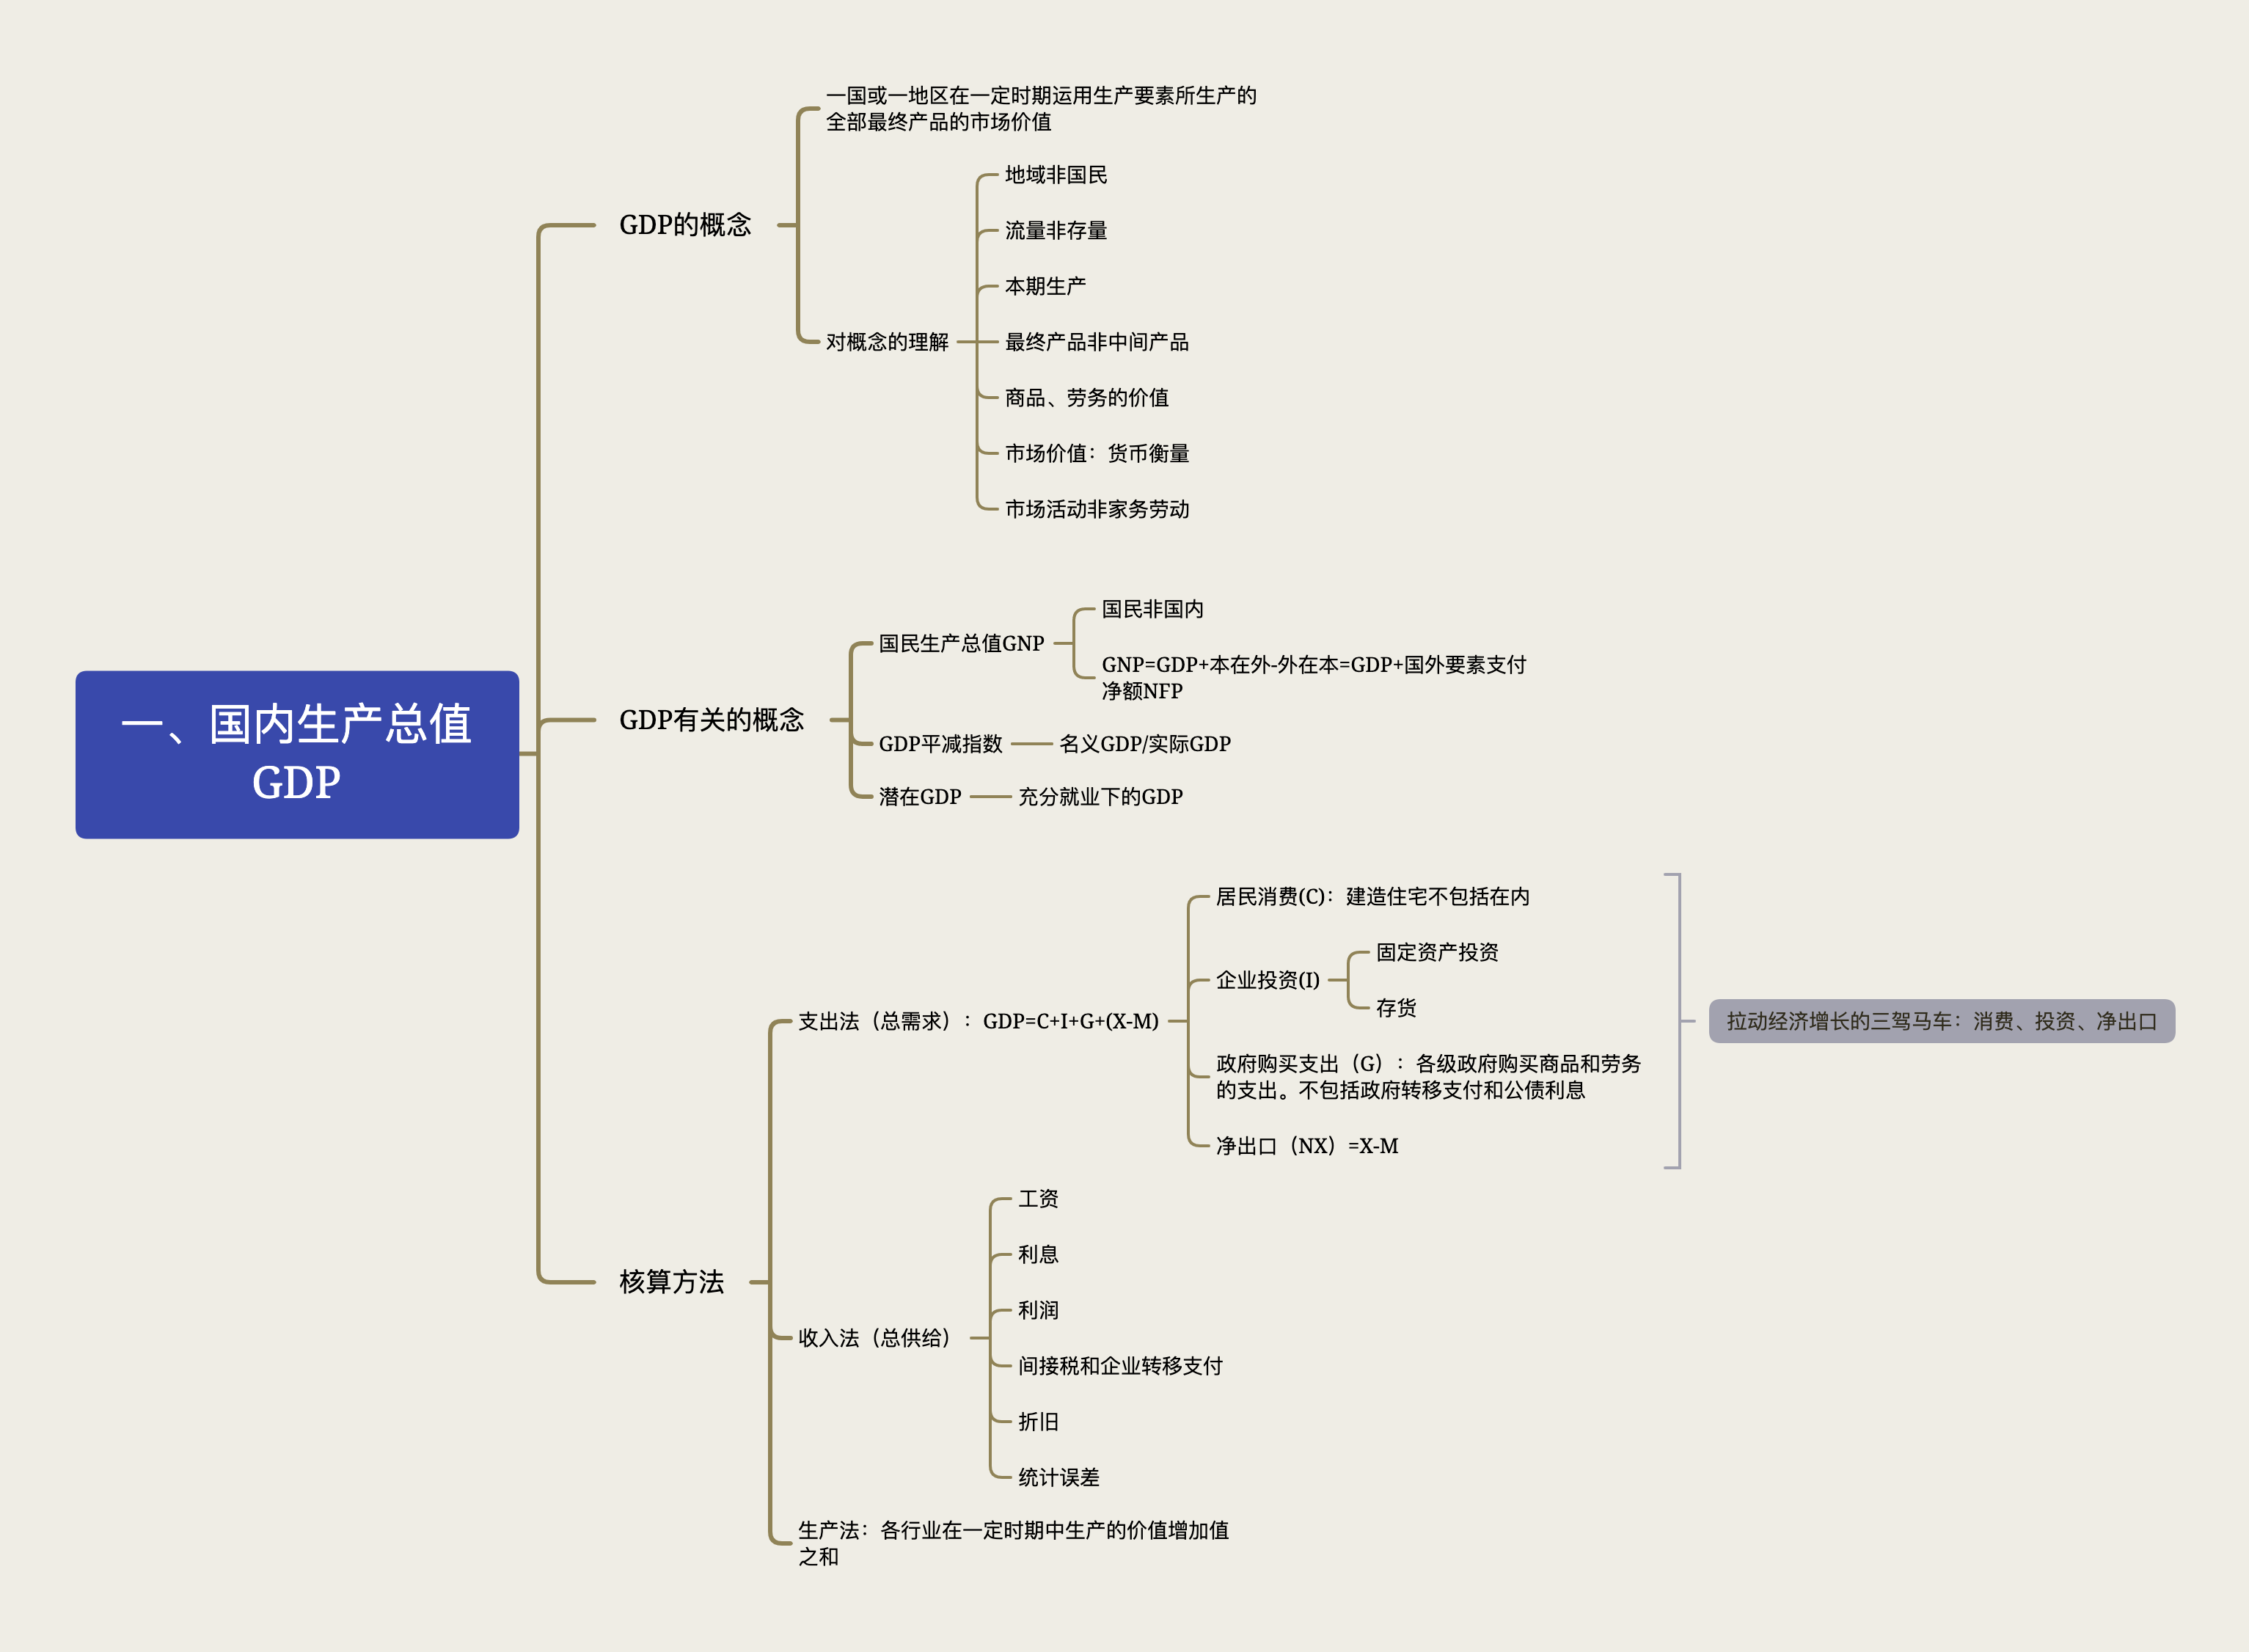 一、国内生产总值
GDP
GDP的概念
一国或一地区在一定时期运用生产要素所生产的
全部最终产品的市场价值
对概念的理解
地域非国民
流量非存量
本期生产
最终产品非中间产品
商品、劳务的价值
市场价值：货币衡量
市场活动非家务劳动
GDP有关的概念
国民生产总值GNP
国民非国内
GNP=GDP+本在外-外在本=GDP+国外要素支付
净额NFP
GDP平减指数
名义GDP/实际GDP
潜在GDP
充分就业下的GDP
核算方法
支出法（总需求）：GDP=C+I+G+(X-M)
居民消费(C)：建造住宅不包括在内
企业投资(I)
固定资产投资
存货
政府购买支出（G）：各级政府购买商品和劳务
的支出。不包括政府转移支付和公债利息
净出口（NX）=X-M
拉动经济增长的三驾马车：消费、投资、净出口
收入法（总供给）
工资
利息
利润
间接税和企业转移支付
折旧
统计误差
生产法：各行业在一定时期中生产的价值增加值
之和